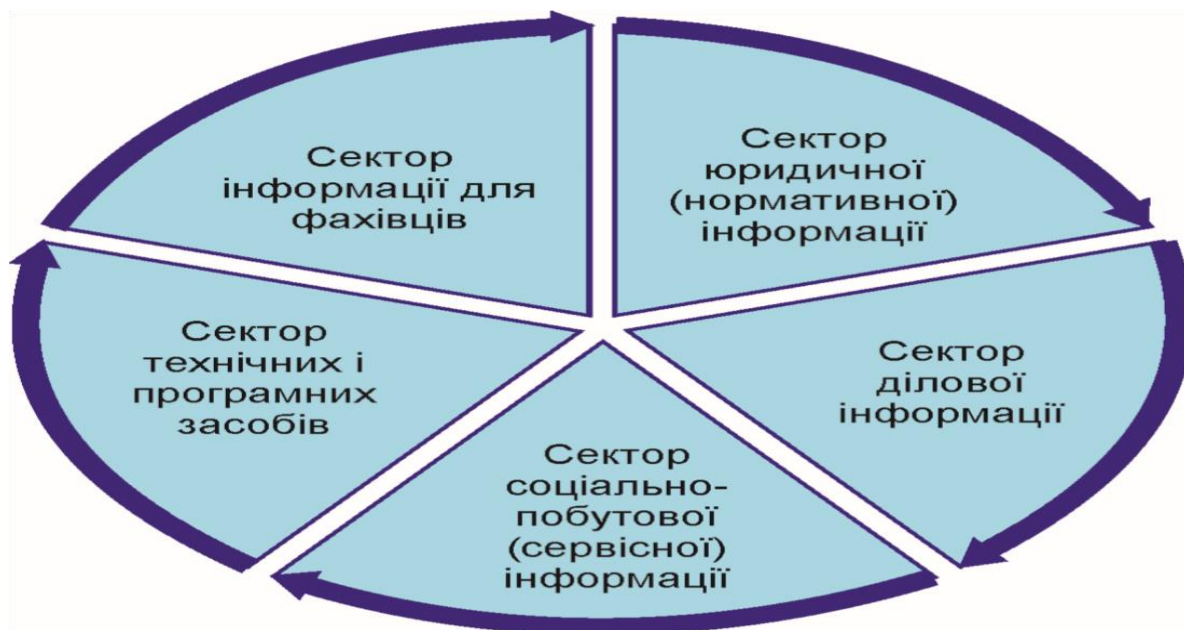 Сектор
інформації для
фахівців
Сектор
юридичної
(нормативної)
інформації
Сектор
ділової
інформації
Сектор
соціально-
побутової
(сервісної)
інформації
Сектор
технічних і
програмних
засобів